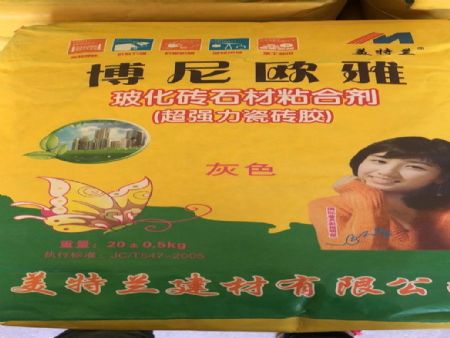 美特兰
博尼欧雅
玻化砖石材粘合剂
(超强力瓷砖胶)
灰色
重量：20±0.5kg
执行标准：JC/T547-2005
美特兰建材有限公